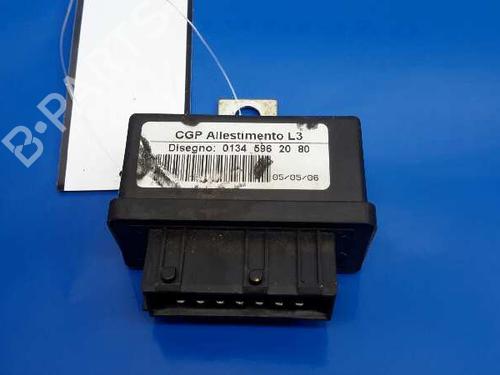 B-PARTS
CGP Allestimento L3
Disegno: 0134 596 20 80
05/05/06